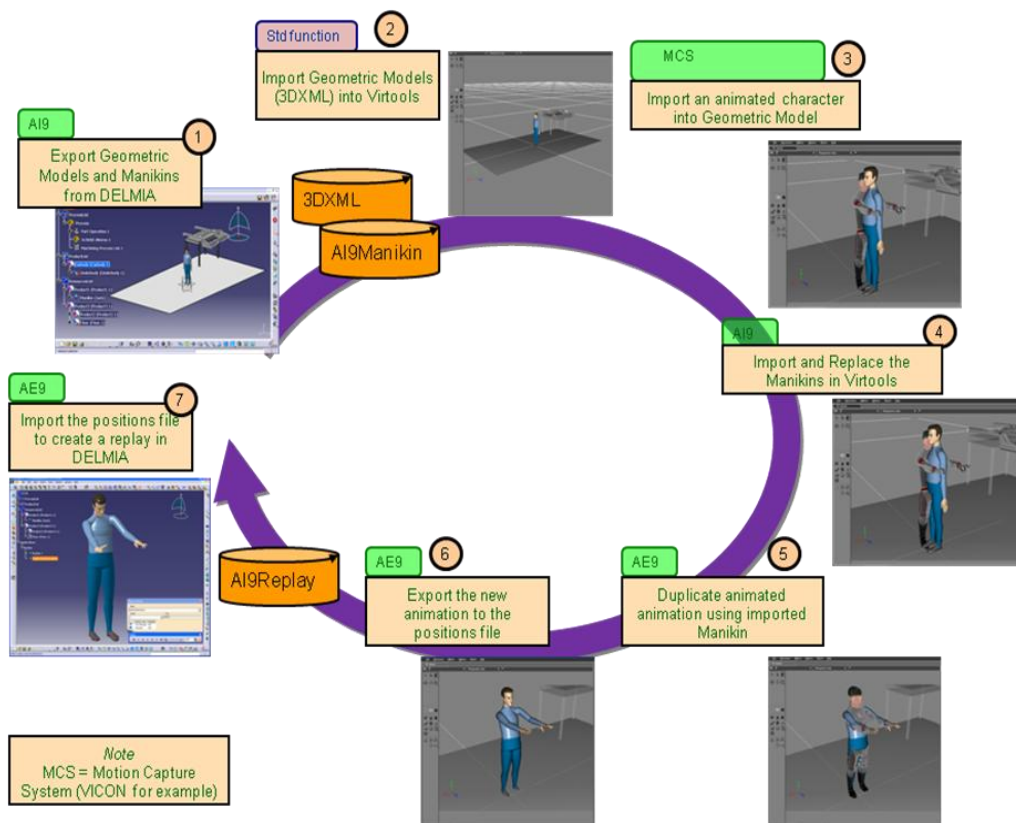 AI9
1
Export Geometric
Models and Manikins
from DELMIA
Std function
2
Import Geometric Models
(3DXML) into Virtools
MCS
3
Import an animated character
into Geometric Model
3DXML
AI9Manikin
AI9
4
Import and Replace the
Manikins in Virtools
AE9
5
Duplicate animated
animation using imported
Manikin
AE9
6
Export the new
animation to the
positions file
AI9Replay
AE9
7
Import the positions file
to create a replay in
DELMIA
Note
MCS = Motion Capture
System (VICON for example)